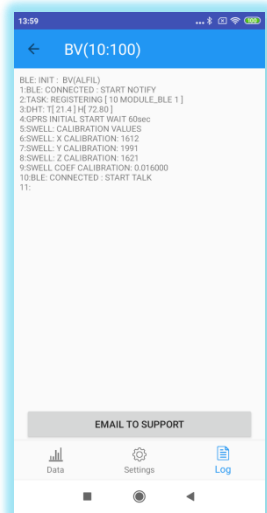 13:59
... 100
← BV(10:100)
BLE: INIT : BV(ALFIL)
1:BLE: CONNECTED : START NOTIFY
2:TASK: REGISTERING [ 10 MODULE_BLE 1 ]
3:DHT: T[ 21.4 ] H[ 72.80 ]
4:GPRS INITIAL START WAIT 60sec
5:SWELL: CALIBRATION VALUES
6:SWELL: X CALIBRATION: 1612
7:SWELL: Y CALIBRATION: 1991
8:SWELL: Z CALIBRATION: 1621
9:SWELL COEF CALIBRATION: 0.016000
10:BLE: CONNECTED : START TALK
11:
EMAIL TO SUPPORT
Data Settings Log